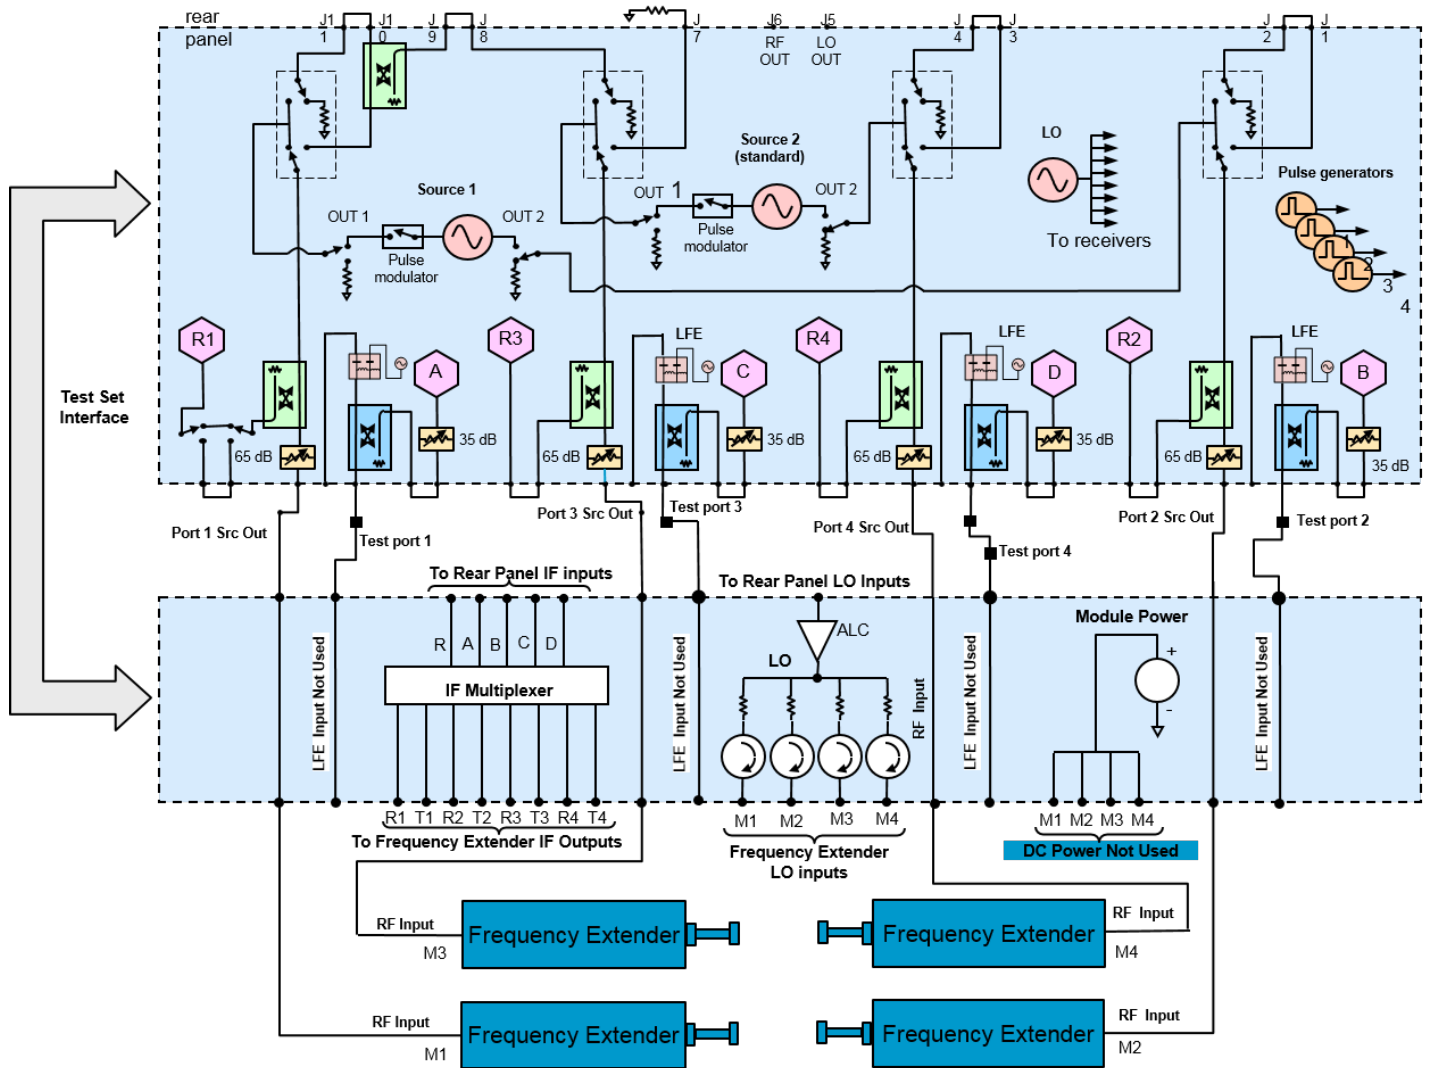 rear
panel
J1
1
J1
0
J
9
J
8
J
7
J6
RF
OUT
J5
LO
OUT
J
4
J
3
J
2
J
1
Source 1
OUT 1
OUT 2
Pulse
modulator
Source 2
(standard)
OUT 1
OUT 2
Pulse
modulator
LO
To receivers
Pulse generators
1
2
3
4
Test Set
Interface
R1
A
R3
LFE
C
R4
LFE
D
R2
LFE
B
65 dB
35 dB
65 dB
35 dB
65 dB
35 dB
65 dB
35 dB
Port 1 Src Out
Test port 1
Port 3 Src Out
Test port 3
Port 4 Src Out
Test port 4
Port 2 Src Out
Test port 2
To Rear Panel IF inputs
To Rear Panel LO Inputs
Module Power
LFE Input Not Used
R
A
B
C
D
IF Multiplexer
LFE Input Not Used
ALC
LO
RF Input
LFE Input Not Used
+
-
LFE Input Not Used
R1 T1 R2 T2 R3 T3 R4 T4
To Frequency Extender IF Outputs
M1 M2 M3 M4
Frequency Extender
LO inputs
M1 M2 M3 M4
DC Power Not Used
RF Input
M3
Frequency Extender
Frequency Extender
RF Input
M4
RF Input
M1
Frequency Extender
Frequency Extender
RF Input
M2